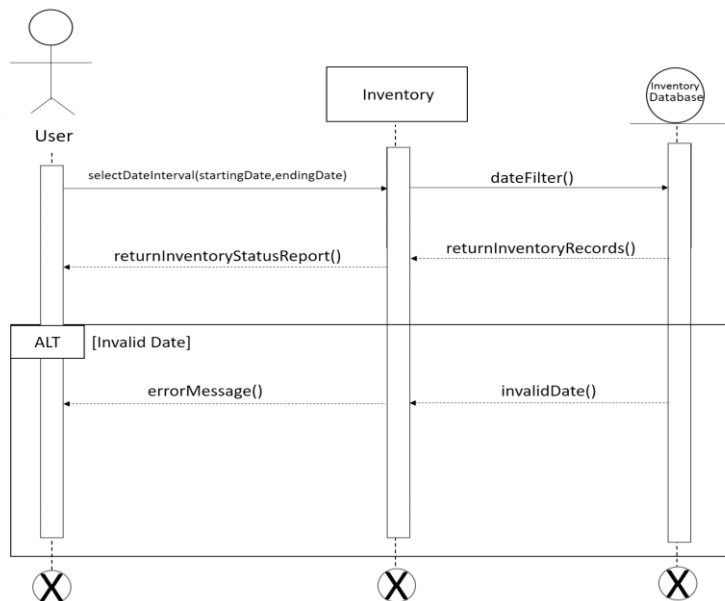 Inventory
Inventory
Database
User
selectDateInterval(startingDate,endingDate)
dateFilter()
returnInventoryStatusReport()
returnInventoryRecords()
ALT
[Invalid Date]
errorMessage()
invalidDate()
X
X
X